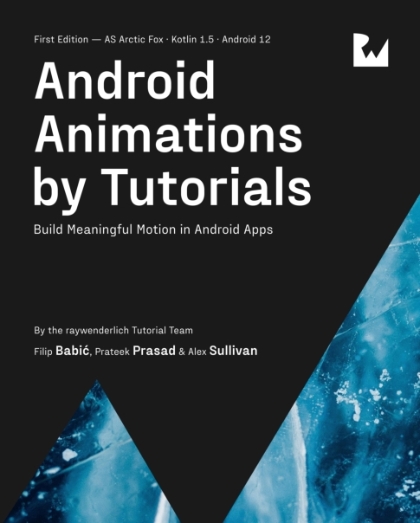 First Edition — AS Arctic Fox · Kotlin 1.5 · Android 12
Android
Animations
by Tutorials
Build Meaningful Motion in Android Apps
By the raywenderlich Tutorial Team
Filip Babić, Prateek Prasad & Alex Sullivan